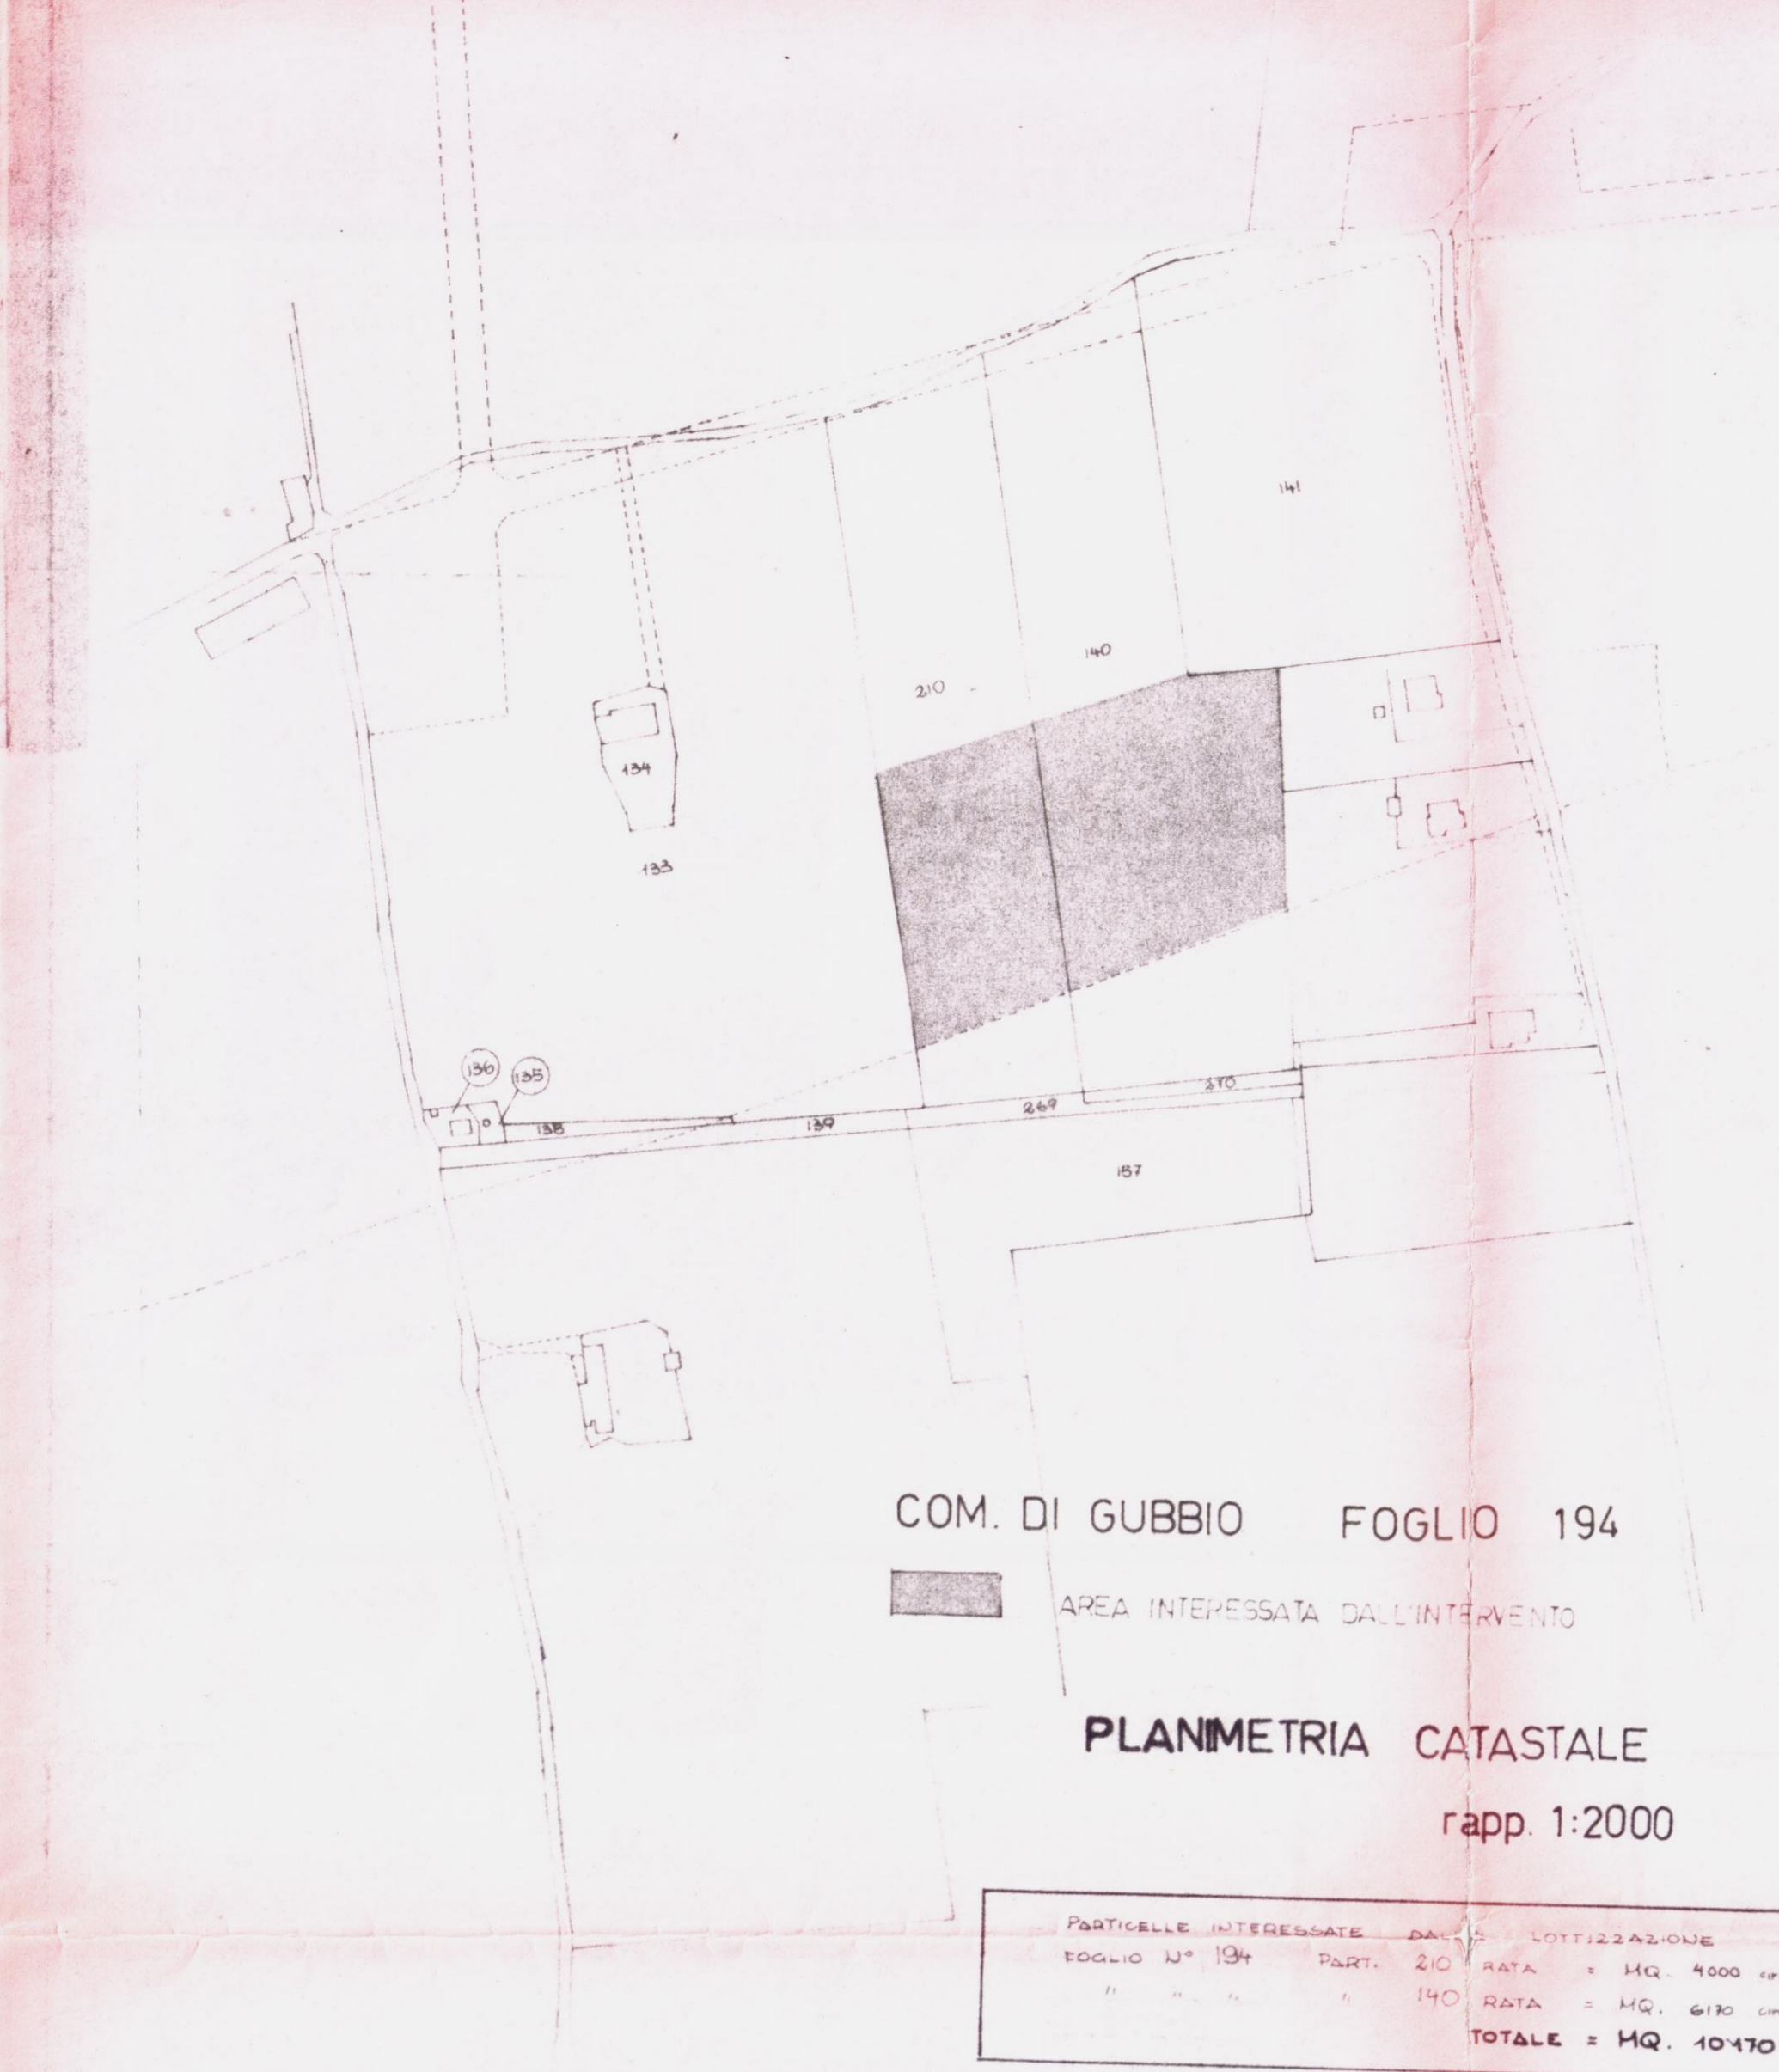 141
140
210
134
133
136
135
270
269
138
139
157
COM. DI GUBBIO FOGLIO 194
AREA INTERESSATA DALL'INTERVENTO
PLANIMETRIA CATASTALE
rapp. 1:2000
PARTICELLE INTERESSATE LOTTIZZAZIONE
FOGLIO N° 194 PART. 210 RATA = MQ. 4000
" " " " 140 RATA = MQ. 6170
TOTALE = MQ. 10170